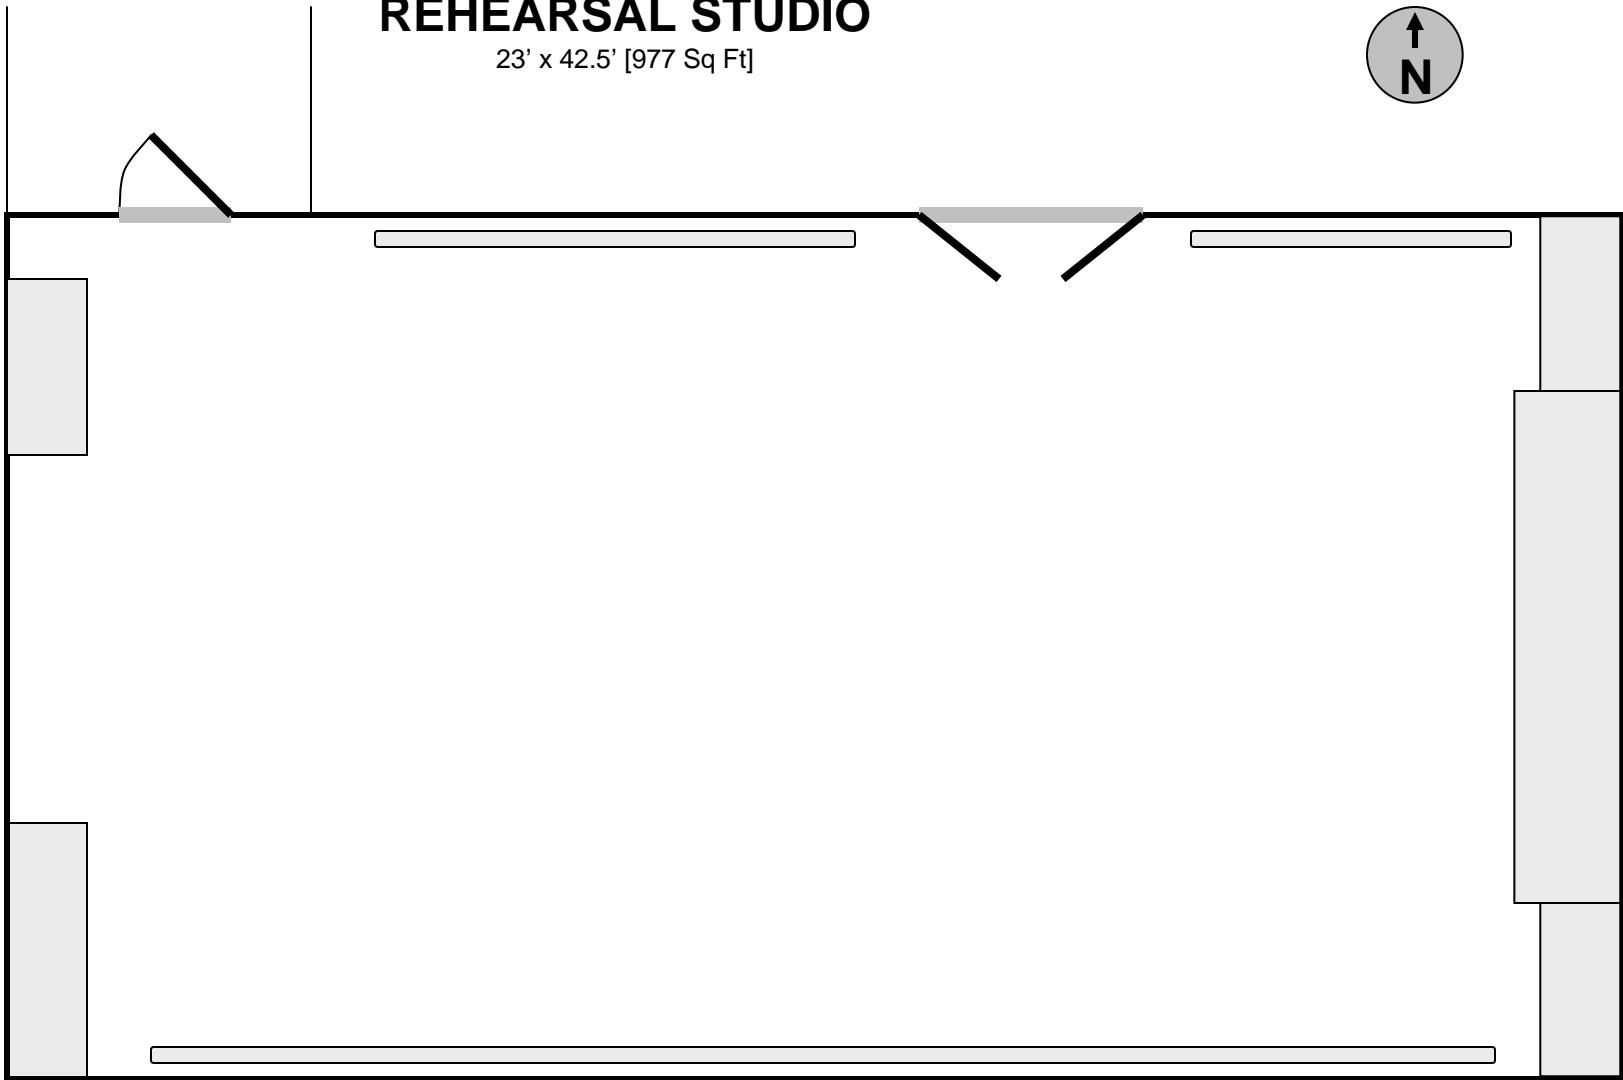 REHEARSAL STUDIO
23’ x 42.5’ [977 Sq Ft]
N